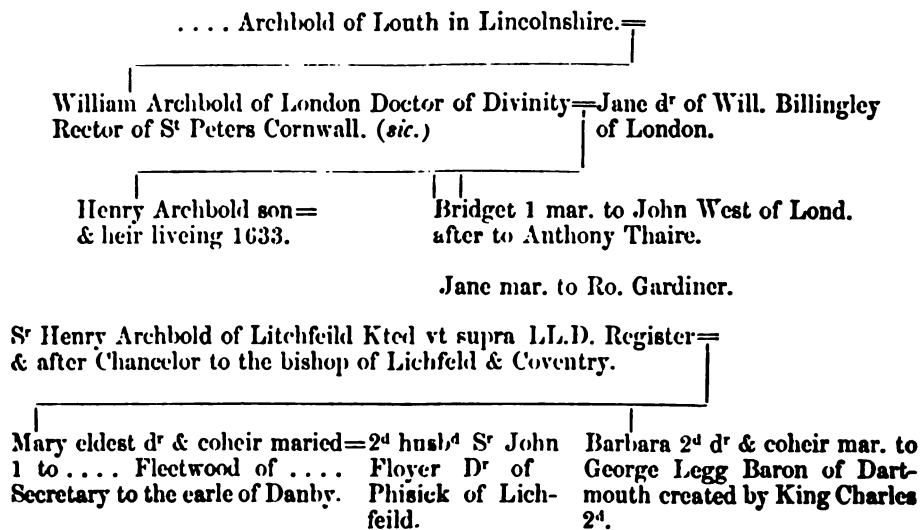 .... Archbold of Louth in Lincolnshire.=
William Archbold of London Doctor of Divinity=Jane dʳ of Will. Billingley
Rector of Sᵗ Peters Cornwall. (sic.)
of London.
Henry Archbold son=
& heir liveing 1633.
Bridget 1 mar. to John West of Lond.
after to Anthony Thaire.
Jane mar. to Ro. Gardiner.
Sʳ Henry Archbold of Litchfeild Kted vt supra LL.D. Register=
& after Chancelor to the bishop of Lichfeld & Coventry.
Mary eldest dʳ & coheir maried=
1 to .... Fleetwood of ....
Secretary to the earle of Danby.
2ᵈ husbᵈ Sʳ John
Floyer Dʳ of
Phisick of Lich-
feild.
Barbara 2ᵈ dʳ & coheir mar. to
George Legg Baron of Dart-
mouth created by King Charles
2ᵈ.